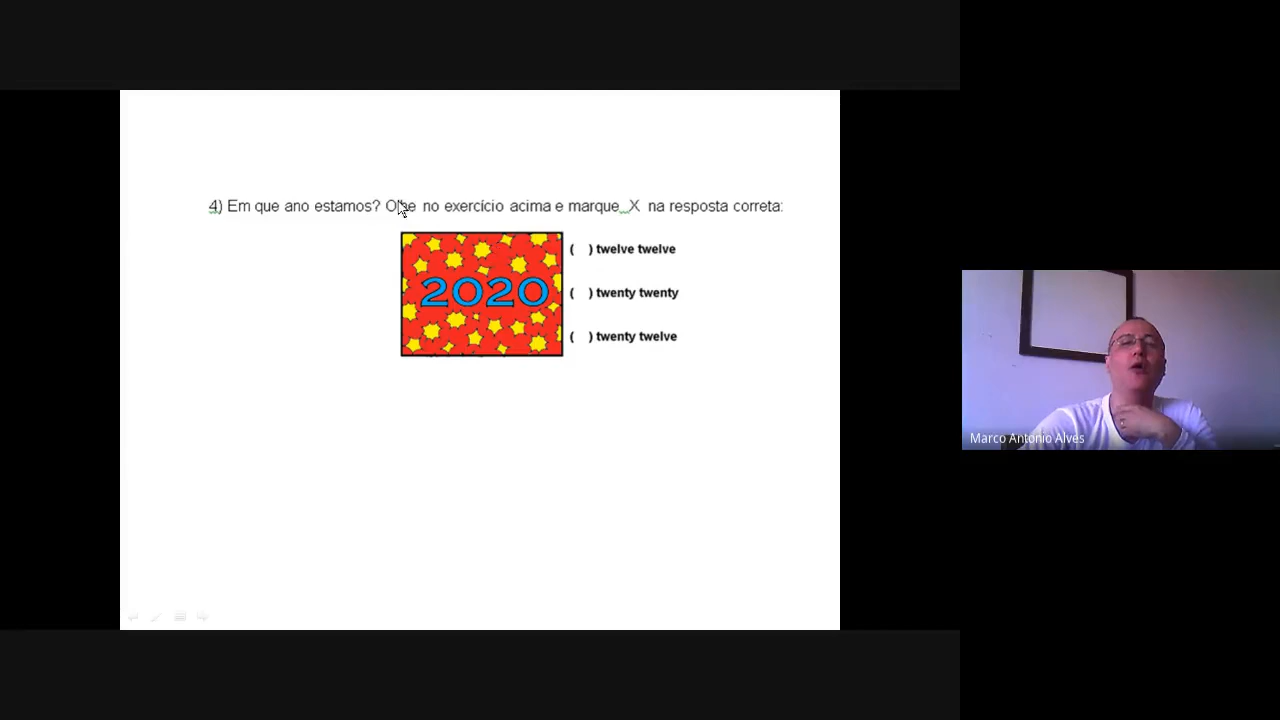 4) Em que ano estamos? Olhe no exercício acima e marque X na resposta correta:
2020
( ) twelve twelve
( ) twenty twenty
( ) twenty twelve
Marco Antonio Alves